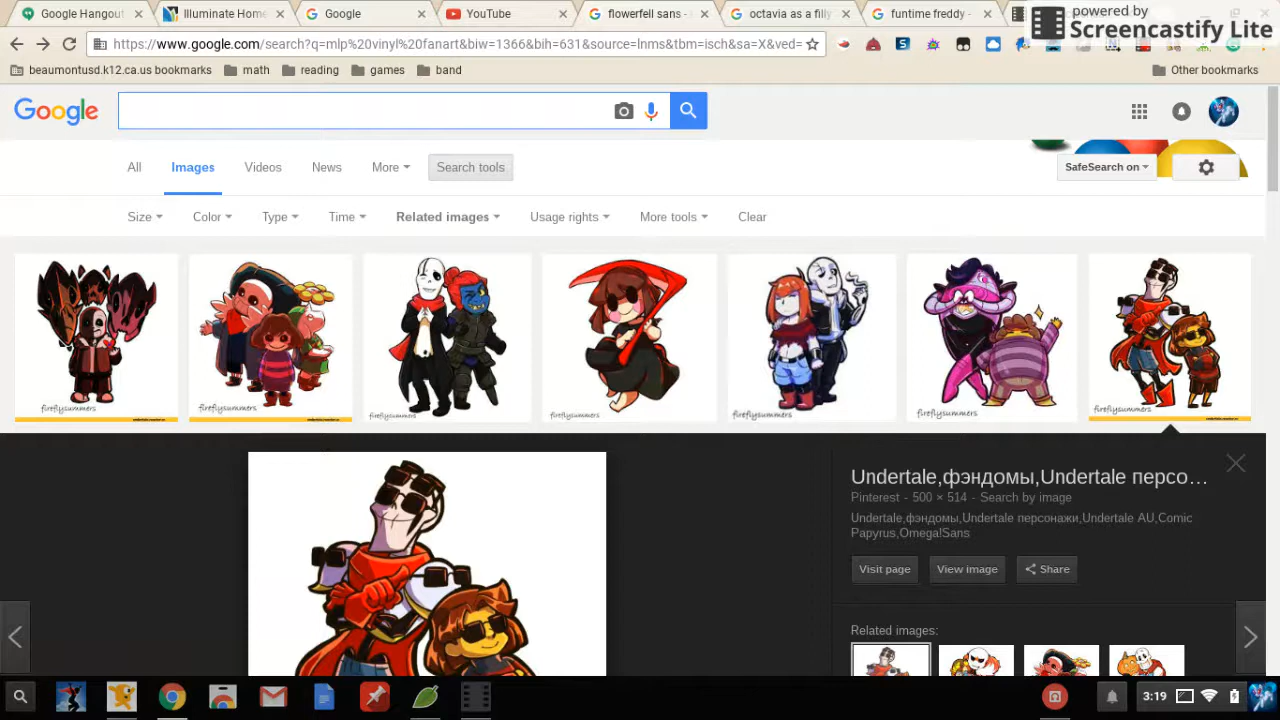 Google Hangout
Illuminate Home
Google
YouTube
flowerfell sans -
octavia as a filly
funtime freddy -
powered by
Screencastify Lite
https://www.google.com/search?q=mlp%20vinyl%20fanart&biw=1366&bih=631&source=lnms&tbm=isch&sa=X&ved=
beaumontusd.k12.ca.us bookmarks
math
reading
games
band
Other bookmarks
Google
All
Images
Videos
News
More
Search tools
SafeSearch on
Size
Color
Type
Time
Related images
Usage rights
More tools
Clear
fireflysummers
fireflysummers
fireflysummers
fireflysummers
fireflysummers
fireflysummers
fireflysummers
Undertale,фэндомы,Undertale персо…
Pinterest - 500 × 514 - Search by image
Undertale,фэндомы,Undertale персонажи,Undertale AU,Comic
Papyrus,OmegalSans
Visit page
View image
Share
Related images:
3:19